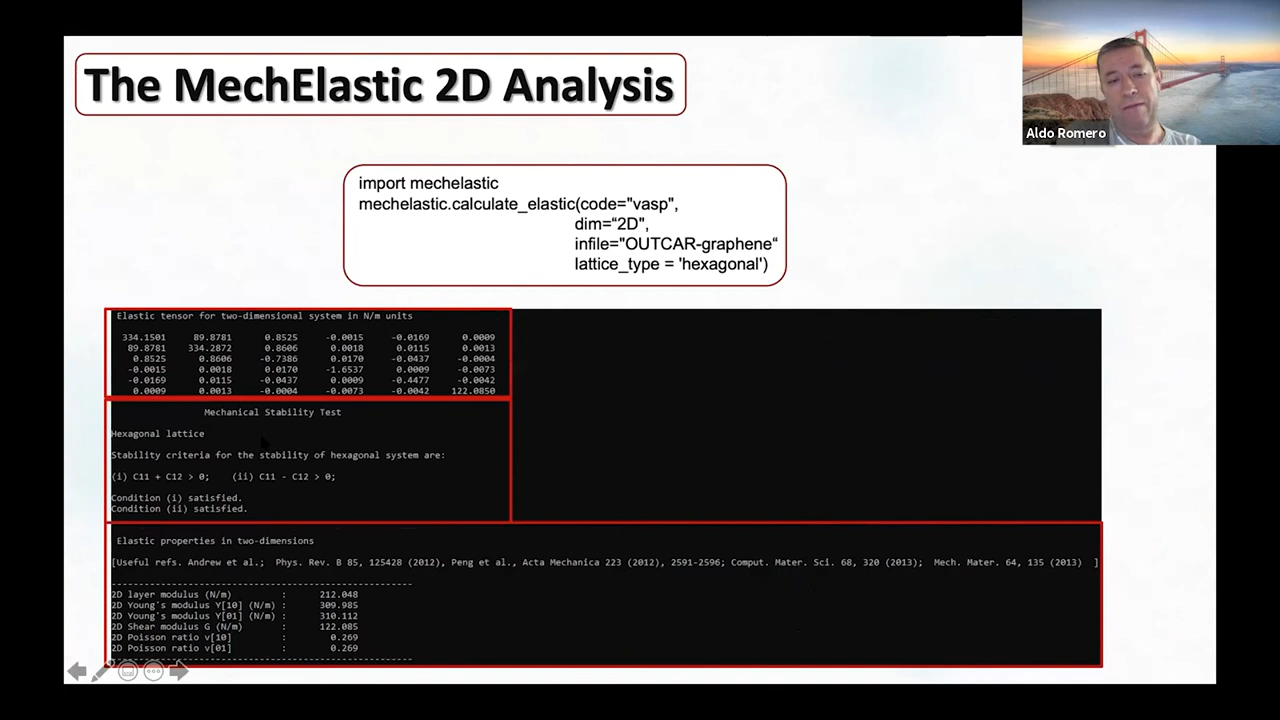 The MechElastic 2D Analysis
Aldo Romero
import mechelastic
mechelastic.calculate_elastic(code="vasp",
dim=“2D",
infile="OUTCAR-graphene“
lattice_type = 'hexagonal')
Elastic tensor for two-dimensional system in N/m units
334.1501 89.8781 0.8525 -0.0015 -0.0169 0.0009
89.8781 334.2872 0.8606 0.0018 0.0115 0.0013
0.8525 0.8606 -0.7386 0.0170 -0.0437 -0.0004
-0.0015 0.0018 0.0170 -1.6537 0.0009 -0.0073
-0.0169 0.0115 -0.0437 0.0009 -0.4477 -0.0042
0.0009 0.0013 -0.0004 -0.0073 -0.0042 122.0850
Mechanical Stability Test
Hexagonal lattice
Stability criteria for the stability of hexagonal system are:
(i) C11 + C12 > 0; (ii) C11 - C12 > 0;
Condition (i) satisfied.
Condition (ii) satisfied.
Elastic properties in two-dimensions
[Useful refs. Andrew et al.; Phys. Rev. B 85, 125428 (2012), Peng et al., Acta Mechanica 223 (2012), 2591-2596; Comput. Mater. Sci. 68, 320 (2013); Mech. Mater. 64, 135 (2013) ]
2D layer modulus (N/m) : 212.048
2D Young's modulus Y[10] (N/m) : 309.985
2D Young's modulus Y[01] (N/m) : 310.112
2D Shear modulus G (N/m) : 122.085
2D Poisson ratio v[10] : 0.269
2D Poisson ratio v[01] : 0.269